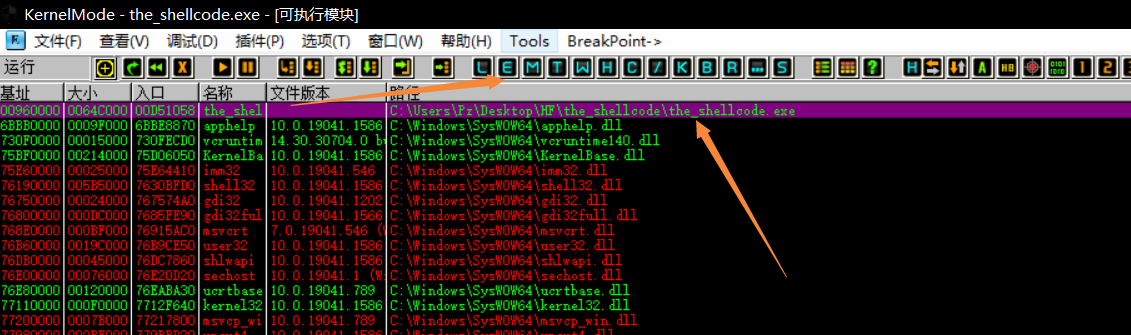 KernelMode - the_shellcode.exe - [可执行模块]
文件(F) 查看(V) 调试(D) 插件(P) 选项(T) 窗口(W) 帮助(H) Tools BreakPoint->
运行 L E M T W H C / K B R ... S ? H A HB 1 2
基址 大小 入口 名称 文件版本 路径
00960000 0064C000 00D51058 the_shel C:\Users\Pz\Desktop\HF\the_shellcode\the_shellcode.exe
6BBB0000 0009F000 6BBE8870 apphelp 10.0.19041.1586 C:\Windows\SysWOW64\apphelp.dll
730F0000 00015000 730FECD0 vcruntim 14.30.30704.0 b C:\Windows\SysWOW64\vcruntime140.dll
75BF0000 00214000 75D06050 KernelBa 10.0.19041.1586 C:\Windows\SysWOW64\KernelBase.dll
75E60000 00025000 75E64410 imm32 10.0.19041.546 C:\Windows\SysWOW64\imm32.dll
76190000 005B5000 7630BFD0 shell32 10.0.19041.1586 C:\Windows\SysWOW64\shell32.dll
76750000 00024000 767574A0 gdi32 10.0.19041.1202 C:\Windows\SysWOW64\gdi32.dll
76800000 000DC000 7685FE90 gdi32ful 10.0.19041.1566 C:\Windows\SysWOW64\gdi32full.dll
768E0000 000BF000 76915AC0 msvcrt 7.0.19041.546 (W C:\Windows\SysWOW64\msvcrt.dll
76B60000 0019C000 76B9CE50 user32 10.0.19041.1586 C:\Windows\SysWOW64\user32.dll
76DB0000 00045000 76DC7860 shlwapi 10.0.19041.1586 C:\Windows\SysWOW64\shlwapi.dll
76E00000 00076000 76E20D20 sechost 10.0.19041.1 (W C:\Windows\SysWOW64\sechost.dll
76E80000 00120000 76EABA30 ucrtbase 10.0.19041.789 C:\Windows\SysWOW64\ucrtbase.dll
77110000 000F0000 7712F640 kernel32 10.0.19041.1586 C:\Windows\SysWOW64\kernel32.dll
77200000 0007B000 77217800 msvcp_wi 10.0.19041.789 C:\Windows\SysWOW64\msvcp_win.dll